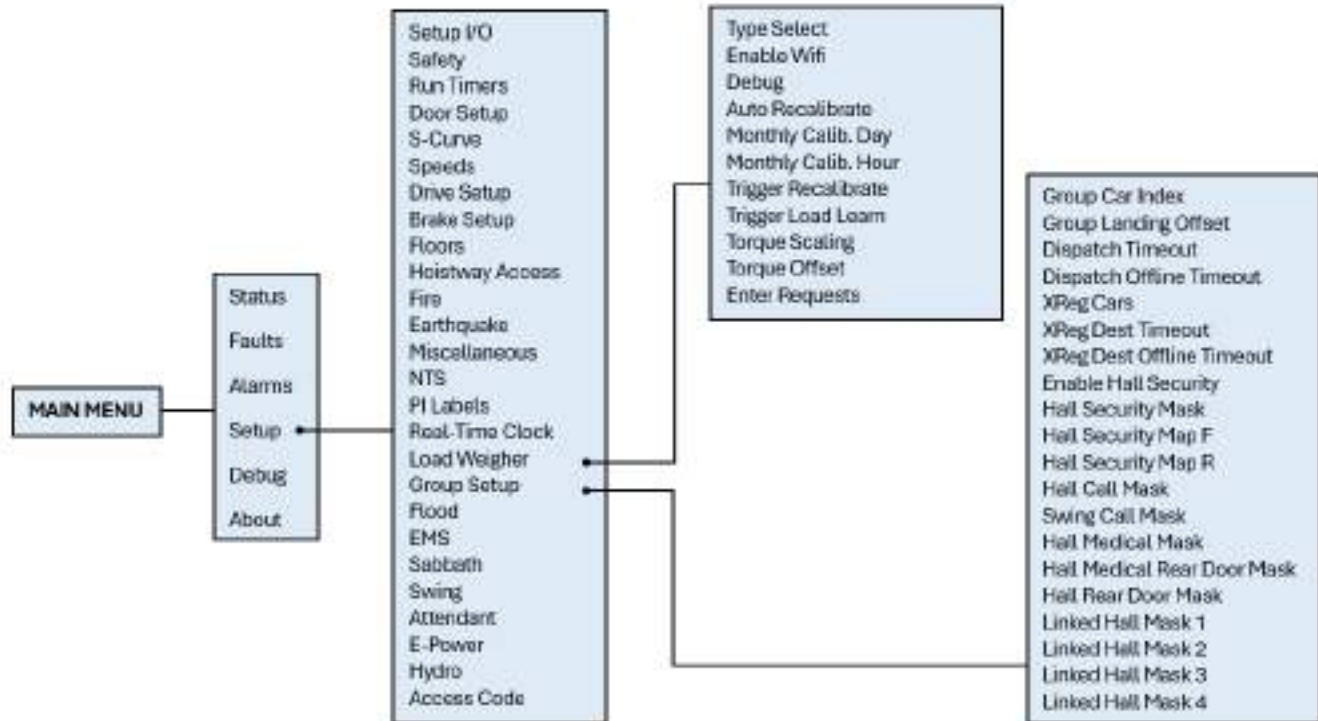 MAIN MENU
Status
Faults
Alarms
Setup
Debug
About
Setup I/O
Safety
Run Timers
Door Setup
S-Curve
Speeds
Drive Setup
Brake Setup
Floors
Hoistway Access
Fire
Earthquake
Miscellaneous
NTS
PI Labels
Real-Time Clock
Load Weigher
Group Setup
Flood
EMS
Sabbath
Swing
Attendant
E-Power
Hydro
Access Code
Type Select
Enable Wifi
Debug
Auto Recalibrate
Monthly Calib. Day
Monthly Calib. Hour
Trigger Recalibrate
Trigger Load Learn
Torque Scaling
Torque Offset
Enter Requests
Group Car Index
Group Landing Offset
Dispatch Timeout
Dispatch Offline Timeout
XReg Cars
XReg Dest Timeout
XReg Dest Offline Timeout
Enable Hall Security
Hall Security Mask
Hall Security Map F
Hall Security Map R
Hall Call Mask
Swing Call Mask
Hall Medical Mask
Hall Medical Rear Door Mask
Hall Rear Door Mask
Linked Hall Mask 1
Linked Hall Mask 2
Linked Hall Mask 3
Linked Hall Mask 4